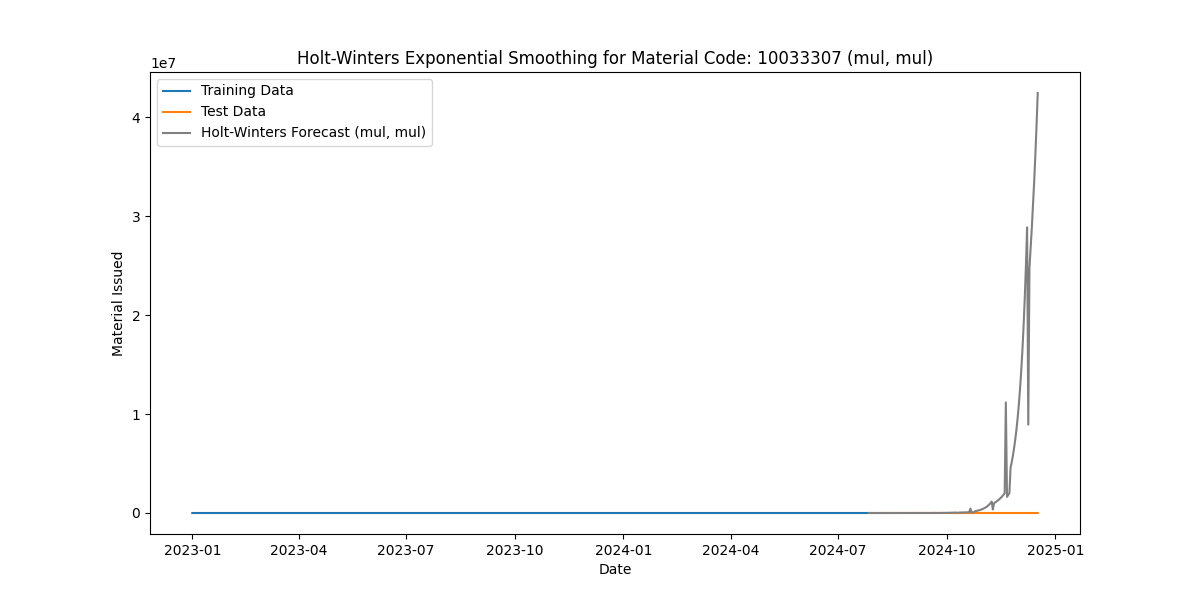 Holt-Winters Exponential Smoothing for Material Code: 10033307 (mul, mul)
1e7
Training Data
Test Data
Holt-Winters Forecast (mul, mul)
4
3
2
1
0
Material Issued
2023-01
2023-04
2023-07
2023-10
2024-01
2024-04
2024-07
2024-10
2025-01
Date